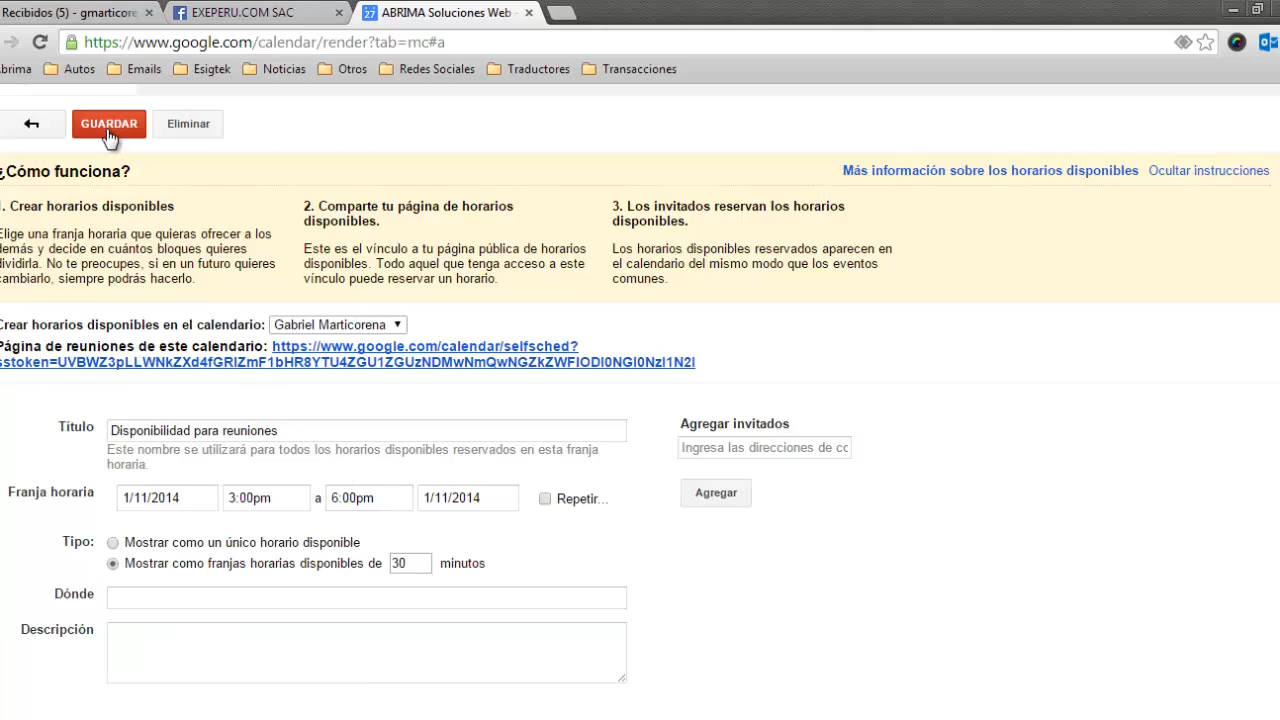 Recibidos (5) - gmarticore
EXEPERU.COM SAC
27 ABRIMA Soluciones Web -
https://www.google.com/calendar/render?tab=mc#a
brima Autos Emails Esigtek Noticias Otros Redes Sociales Traductores Transacciones
GUARDAR Eliminar
¿Cómo funciona? Más información sobre los horarios disponibles Ocultar instrucciones
1. Crear horarios disponibles
Elige una franja horaria que quieras ofrecer a los
demás y decide en cuántos bloques quieres
dividirla. No te preocupes, si en un futuro quieres
cambiarlo, siempre podrás hacerlo.
2. Comparte tu página de horarios
disponibles.
Este es el vínculo a tu página pública de horarios
disponibles. Todo aquel que tenga acceso a este
vínculo puede reservar un horario.
3. Los invitados reservan los horarios
disponibles.
Los horarios disponibles reservados aparecen en
el calendario del mismo modo que los eventos
comunes.
Crear horarios disponibles en el calendario: Gabriel Marticorena
Página de reuniones de este calendario: https://www.google.com/calendar/selfsched?
sstoken=UVBWZ3pLLWNkZXd4fGRlZmF1bHR8YTU4ZGU1ZGUzNDMwNmQwNGZkZWFlODI0NGI0NzI1N2I
Título Disponibilidad para reuniones
Este nombre se utilizará para todos los horarios disponibles reservados en esta franja
horaria.
Franja horaria 1/11/2014 3:00pm a 6:00pm 1/11/2014 Repetir...
Tipo: Mostrar como un único horario disponible
Mostrar como franjas horarias disponibles de 30 minutos
Dónde
Descripción
Agregar invitados
Ingresa las direcciones de cc
Agregar